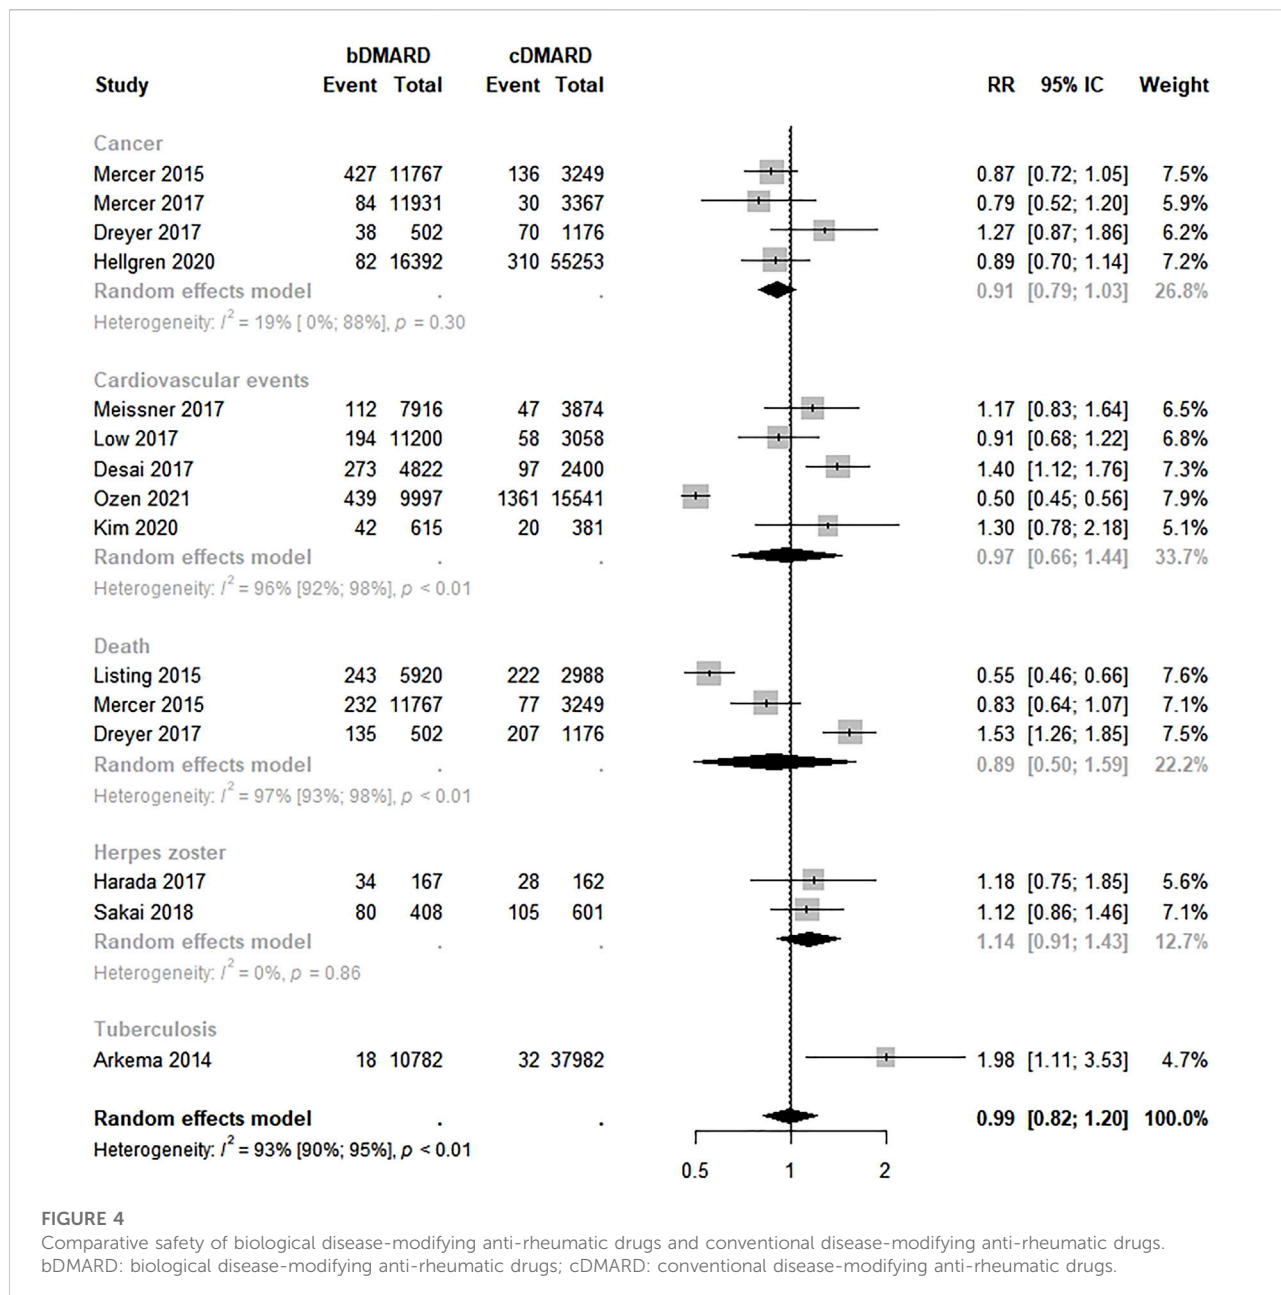 bDMARD cDMARD
Study Event Total Event Total RR 95% IC Weight
Cancer
Mercer 2015 427 11767 136 3249 0.87 [0.72; 1.05] 7.5%
Mercer 2017 84 11931 30 3367 0.79 [0.52; 1.20] 5.9%
Dreyer 2017 38 502 70 1176 1.27 [0.87; 1.86] 6.2%
Hellgren 2020 82 16392 310 55253 0.89 [0.70; 1.14] 7.2%
Random effects model . . 0.91 [0.79; 1.03] 26.8%
Heterogeneity: I² = 19% [ 0%; 88%], p = 0.30
Cardiovascular events
Meissner 2017 112 7916 47 3874 1.17 [0.83; 1.64] 6.5%
Low 2017 194 11200 58 3058 0.91 [0.68; 1.22] 6.8%
Desai 2017 273 4822 97 2400 1.40 [1.12; 1.76] 7.3%
Ozen 2021 439 9997 1361 15541 0.50 [0.45; 0.56] 7.9%
Kim 2020 42 615 20 381 1.30 [0.78; 2.18] 5.1%
Random effects model . . 0.97 [0.66; 1.44] 33.7%
Heterogeneity: I² = 96% [92%; 98%], p < 0.01
Death
Listing 2015 243 5920 222 2988 0.55 [0.46; 0.66] 7.6%
Mercer 2015 232 11767 77 3249 0.83 [0.64; 1.07] 7.1%
Dreyer 2017 135 502 207 1176 1.53 [1.26; 1.85] 7.5%
Random effects model . . 0.89 [0.50; 1.59] 22.2%
Heterogeneity: I² = 97% [93%; 98%], p < 0.01
Herpes zoster
Harada 2017 34 167 28 162 1.18 [0.75; 1.85] 5.6%
Sakai 2018 80 408 105 601 1.12 [0.86; 1.46] 7.1%
Random effects model . . 1.14 [0.91; 1.43] 12.7%
Heterogeneity: I² = 0%, p = 0.86
Tuberculosis
Arkema 2014 18 10782 32 37982 1.98 [1.11; 3.53] 4.7%
Random effects model . . 0.99 [0.82; 1.20] 100.0%
Heterogeneity: I² = 93% [90%; 95%], p < 0.01
0.5 1 2
FIGURE 4
Comparative safety of biological disease-modifying anti-rheumatic drugs and conventional disease-modifying anti-rheumatic drugs.
bDMARD: biological disease-modifying anti-rheumatic drugs; cDMARD: conventional disease-modifying anti-rheumatic drugs.